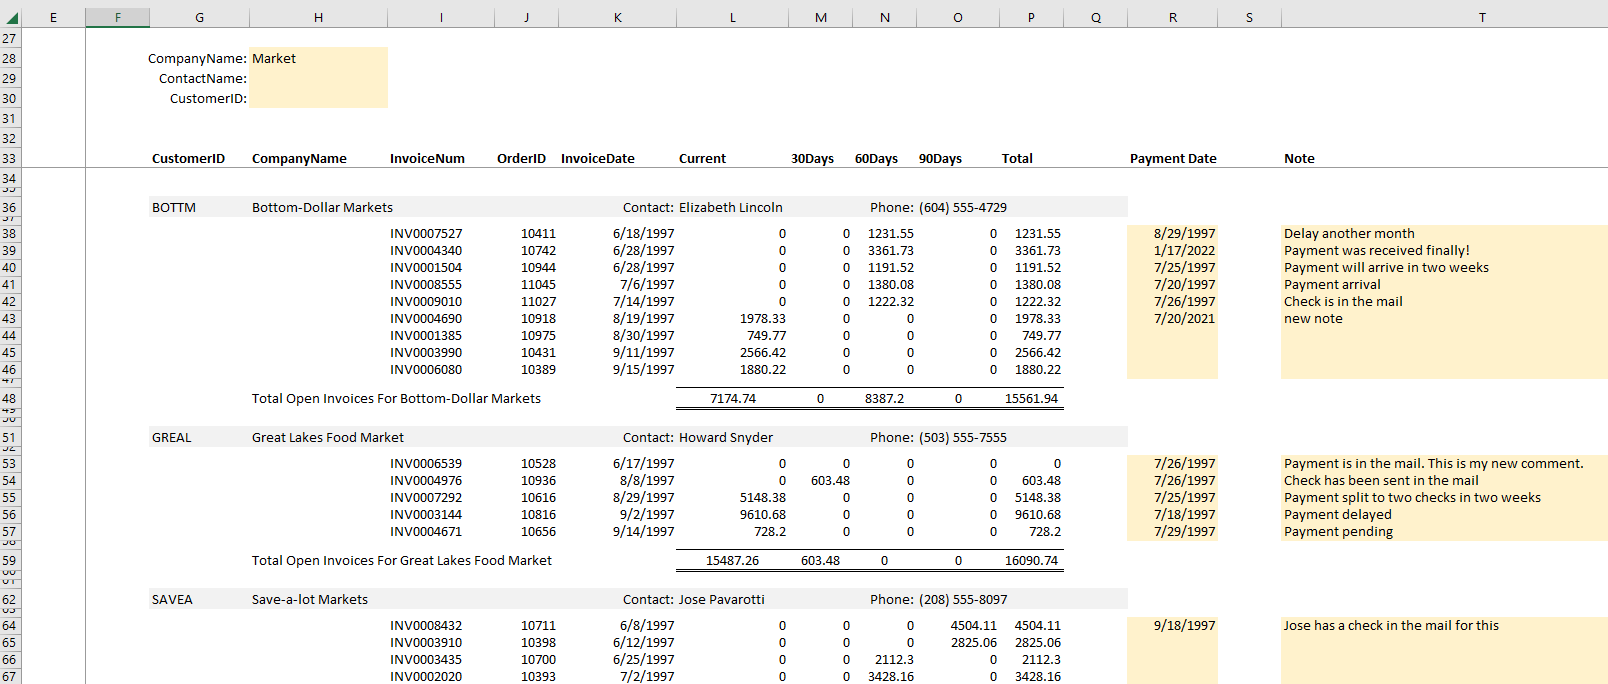 E F G H I J K L M N O P Q R S T
27
28 CompanyName: Market
29 ContactName:
30 CustomerID:
31
32
33 CustomerID CompanyName InvoiceNum OrderID InvoiceDate Current 30Days 60Days 90Days Total Payment Date Note
34
35
36 BOTTM Bottom-Dollar Markets Contact: Elizabeth Lincoln Phone: (604) 555-4729
37
38 INV0007527 10411 6/18/1997 0 0 1231.55 0 1231.55 8/29/1997 Delay another month
39 INV0004340 10742 6/28/1997 0 0 3361.73 0 3361.73 1/17/2022 Payment was received finally!
40 INV0001504 10944 6/28/1997 0 0 1191.52 0 1191.52 7/25/1997 Payment will arrive in two weeks
41 INV0008555 11045 7/6/1997 0 0 1380.08 0 1380.08 7/20/1997 Payment arrival
42 INV0009010 11027 7/14/1997 0 0 1222.32 0 1222.32 7/26/1997 Check is in the mail
43 INV0004690 10918 8/19/1997 1978.33 0 0 0 1978.33 7/20/2021 new note
44 INV0001385 10975 8/30/1997 749.77 0 0 0 749.77
45 INV0003990 10431 9/11/1997 2566.42 0 0 0 2566.42
46 INV0006080 10389 9/15/1997 1880.22 0 0 0 1880.22
47
48 Total Open Invoices For Bottom-Dollar Markets 7174.74 0 8387.2 0 15561.94
49
50
51 GREAL Great Lakes Food Market Contact: Howard Snyder Phone: (503) 555-7555
52
53 INV0006539 10528 6/17/1997 0 0 0 0 0 7/26/1997 Payment is in the mail. This is my new comment.
54 INV0004976 10936 8/8/1997 0 603.48 0 0 603.48 7/26/1997 Check has been sent in the mail
55 INV0007292 10616 8/29/1997 5148.38 0 0 0 5148.38 7/25/1997 Payment split to two checks in two weeks
56 INV0003144 10816 9/2/1997 9610.68 0 0 0 9610.68 7/18/1997 Payment delayed
57 INV0004671 10656 9/14/1997 728.2 0 0 0 728.2 7/29/1997 Payment pending
58
59 Total Open Invoices For Great Lakes Food Market 15487.26 603.48 0 0 16090.74
60
61
62 SAVEA Save-a-lot Markets Contact: Jose Pavarotti Phone: (208) 555-8097
63
64 INV0008432 10711 6/8/1997 0 0 0 4504.11 4504.11 9/18/1997 Jose has a check in the mail for this
65 INV0003910 10398 6/12/1997 0 0 0 2825.06 2825.06
66 INV0003435 10700 6/25/1997 0 0 2112.3 0 2112.3
67 INV0002020 10393 7/2/1997 0 0 3428.16 0 3428.16